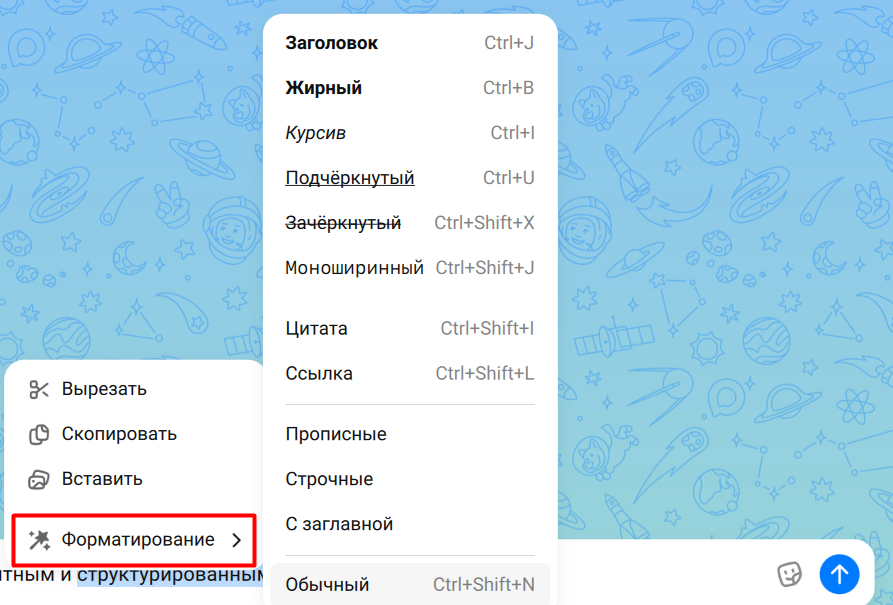 Заголовок Ctrl+J
Жирный Ctrl+B
Курсив Ctrl+I
Подчёркнутый Ctrl+U
Зачёркнутый Ctrl+Shift+X
Моноширинный Ctrl+Shift+J
Цитата Ctrl+Shift+I
Ссылка Ctrl+Shift+L
Прописные
Строчные
С заглавной
Обычный Ctrl+Shift+N
Вырезать
Скопировать
Вставить
Форматирование
и структурированным